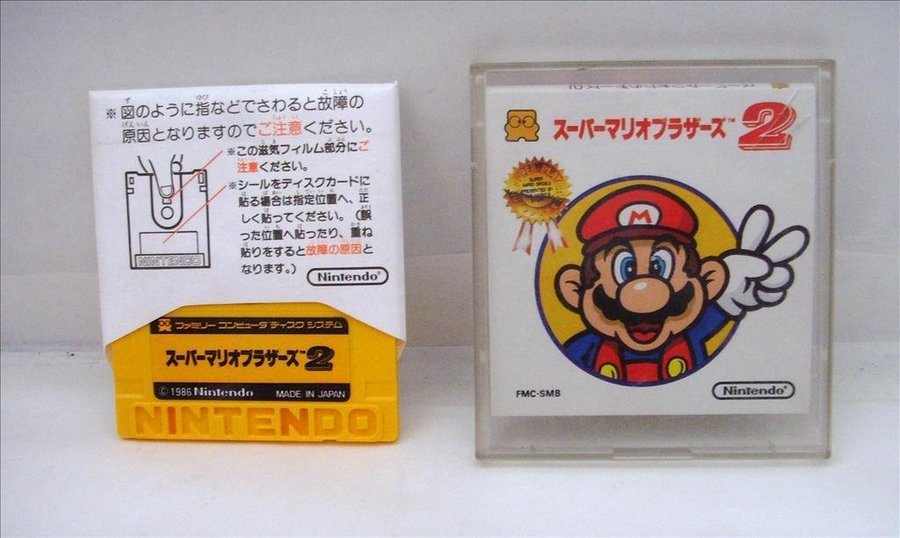 ※図のように指などでさわると故障の
原因となりますのでご注意ください。
※この磁気フィルム部分にご
注意ください。
※シールをディスクカードに
貼る場合は指定位置へ、正
しく貼ってください。(誤
った位置へ貼ったり、重ね
貼りをすると故障の原因と
なります。)
NINTENDO
Nintendo
ファミリー コンピュータ ディスク システム
スーパーマリオブラザーズ™2
©1986 Nintendo MADE IN JAPAN
NINTENDO
スーパーマリオブラザーズ™2
SUPER
MARIO BROS.2
M
FMC-SMB
Nintendo